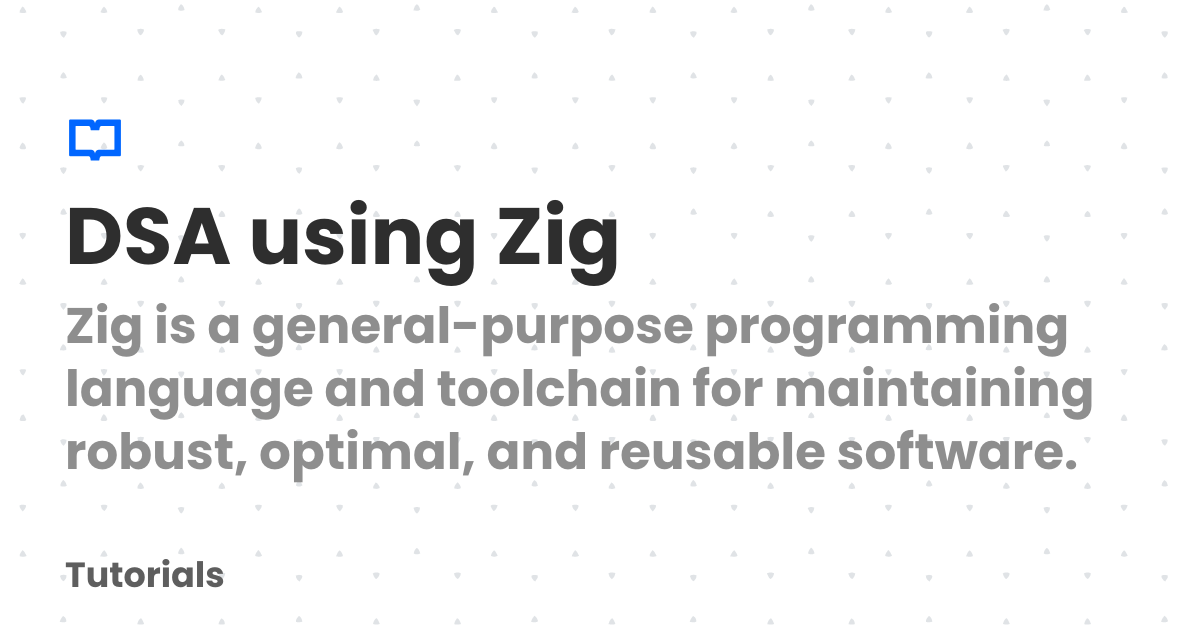 DSA using Zig
Zig is a general-purpose programming
language and toolchain for maintaining
robust, optimal, and reusable software.
Tutorials